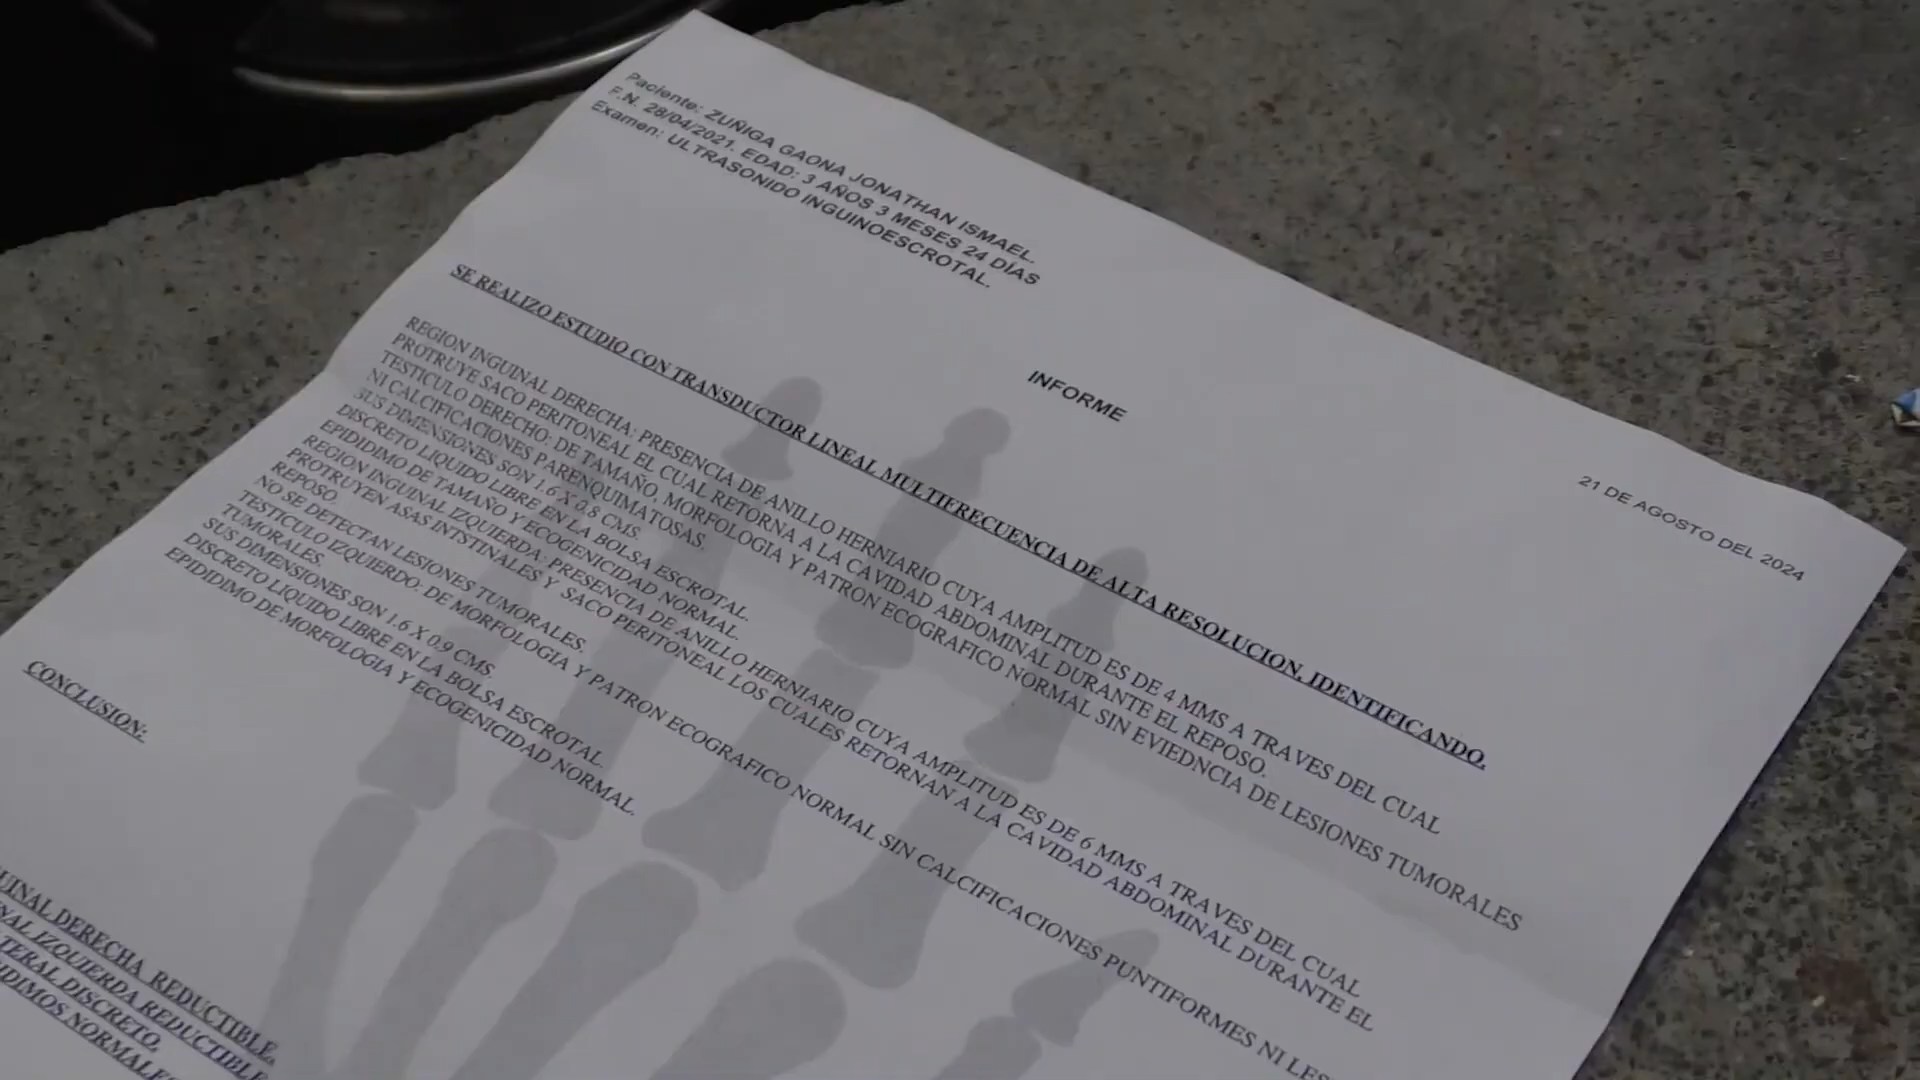 Paciente: ZUÑIGA GAONA JONATHAN ISMAEL.
F.N. 28/04/2021. EDAD: 3 AÑOS 3 MESES 24 DÍAS
Examen: ULTRASONIDO INGUINOESCROTAL.
21 DE AGOSTO DEL 2024
INFORME
SE REALIZO ESTUDIO CON TRANSDUCTOR LINEAL MULTIFRECUENCIA DE ALTA RESOLUCION, IDENTIFICANDO.
REGION INGUINAL DERECHA: PRESENCIA DE ANILLO HERNIARIO CUYA AMPLITUD ES DE 4 MMS A TRAVES DEL CUAL
PROTRUYE SACO PERITONEAL EL CUAL RETORNA A LA CAVIDAD ABDOMINAL DURANTE EL REPOSO.
TESTICULO DERECHO: DE TAMAÑO, MORFOLOGIA Y PATRON ECOGRAFICO NORMAL SIN EVIEDNCIA DE LESIONES TUMORALES
NI CALCIFICACIONES PARENQUIMATOSAS.
SUS DIMENSIONES SON 1.6 X 0.8 CMS.
DISCRETO LIQUIDO LIBRE EN LA BOLSA ESCROTAL.
EPIDIDIMO DE TAMAÑO Y ECOGENICIDAD NORMAL.
REGION INGUINAL IZQUIERDA: PRESENCIA DE ANILLO HERNIARIO CUYA AMPLITUD ES DE 6 MMS A TRAVES DEL CUAL
PROTRUYEN ASAS INTSTINALES Y SACO PERITONEAL LOS CUALES RETORNAN A LA CAVIDAD ABDOMINAL DURANTE EL
REPOSO.
NO SE DETECTAN LESIONES TUMORALES.
TESTICULO IZQUIERDO: DE MORFOLOGIA Y PATRON ECOGRAFICO NORMAL SIN CALCIFICACIONES PUNTIFORMES NI LES
TUMORALES.
SUS DIMENSIONES SON 1.6 X 0.9 CMS.
DISCRETO LIQUIDO LIBRE EN LA BOLSA ESCROTAL.
EPIDIDIMO DE MORFOLOGIA Y ECOGENICIDAD NORMAL.
CONCLUSION:
UINAL DERECHA REDUCTIBLE.
NAL IZQUIERDA REDUCTIBLE
TERAL DISCRETO.
IDIMOS NORMALE